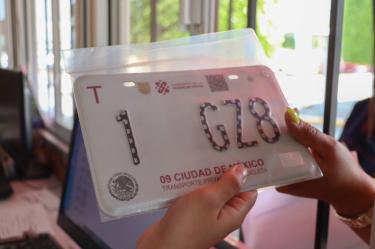 T
1 GZ8
09 CIUDAD DE MÉXICO
TRANSPORTE